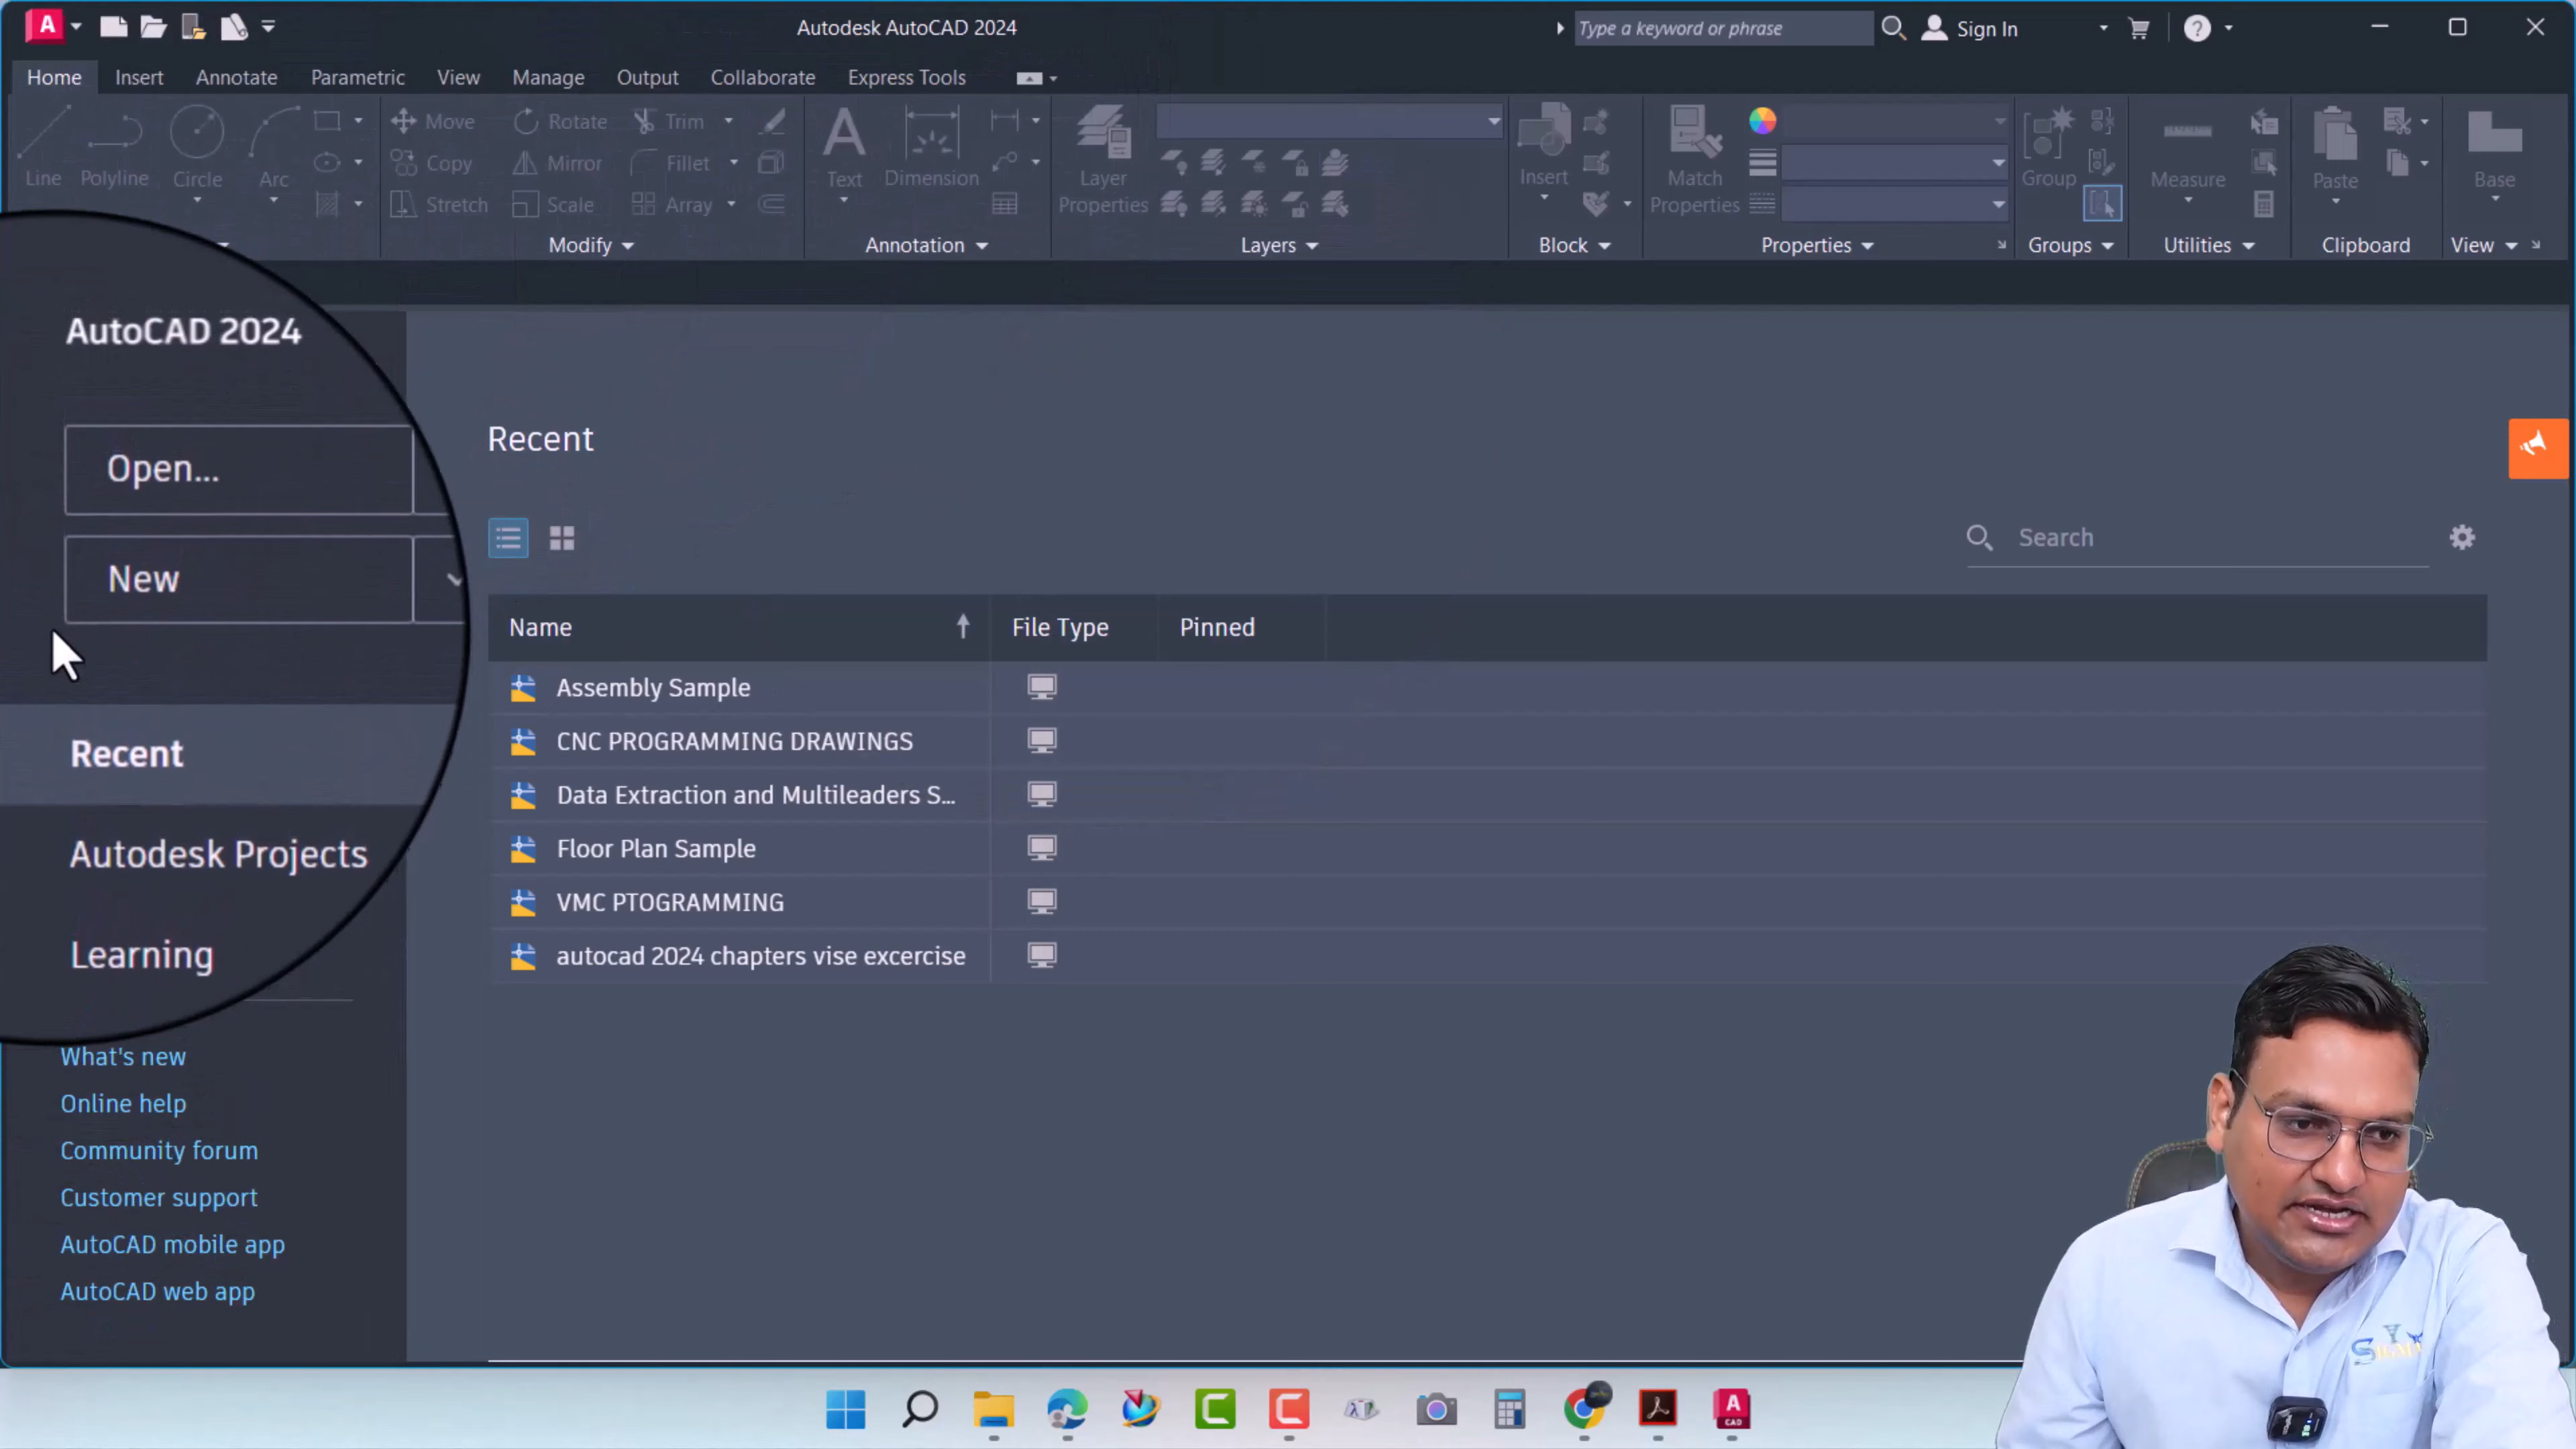 A
Autodesk AutoCAD 2024
Type a keyword or phrase
Sign In
?
Home Insert Annotate Parametric View Manage Output Collaborate Express Tools
Line Polyline Circle Arc
Move Rotate Trim
Copy Mirror Fillet
Stretch Scale Array
A
Text Dimension
Layer
Properties
Insert
Match
Properties
Group
Measure
Paste
Base
Modify
Annotation
Layers
Block
Properties
Groups
Utilities
Clipboard
View
AutoCAD 2024
Open...
New
Recent
Autodesk Projects
Learning
What's new
Online help
Community forum
Customer support
AutoCAD mobile app
AutoCAD web app
Recent
Search
Name File Type Pinned
Assembly Sample
CNC PROGRAMMING DRAWINGS
Data Extraction and Multileaders S...
Floor Plan Sample
VMC PTOGRAMMING
autocad 2024 chapters vise excercise
A
CAD